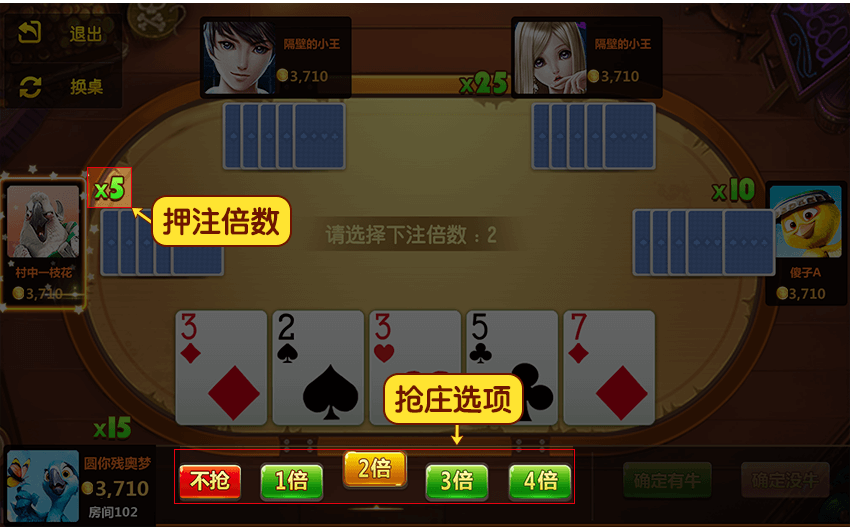 退出
换桌
隔壁的小王
3,710
x25
隔壁的小王
3,710
x5
押注倍数
村中一枝花
3,710
请选择下注倍数：2
x10
傻子A
3,710
3
2
3
5
7
抢庄选项
x15
圆你残奥梦
3,710
房间102
不抢
1倍
2倍
3倍
4倍
确定有牛
确定没牛